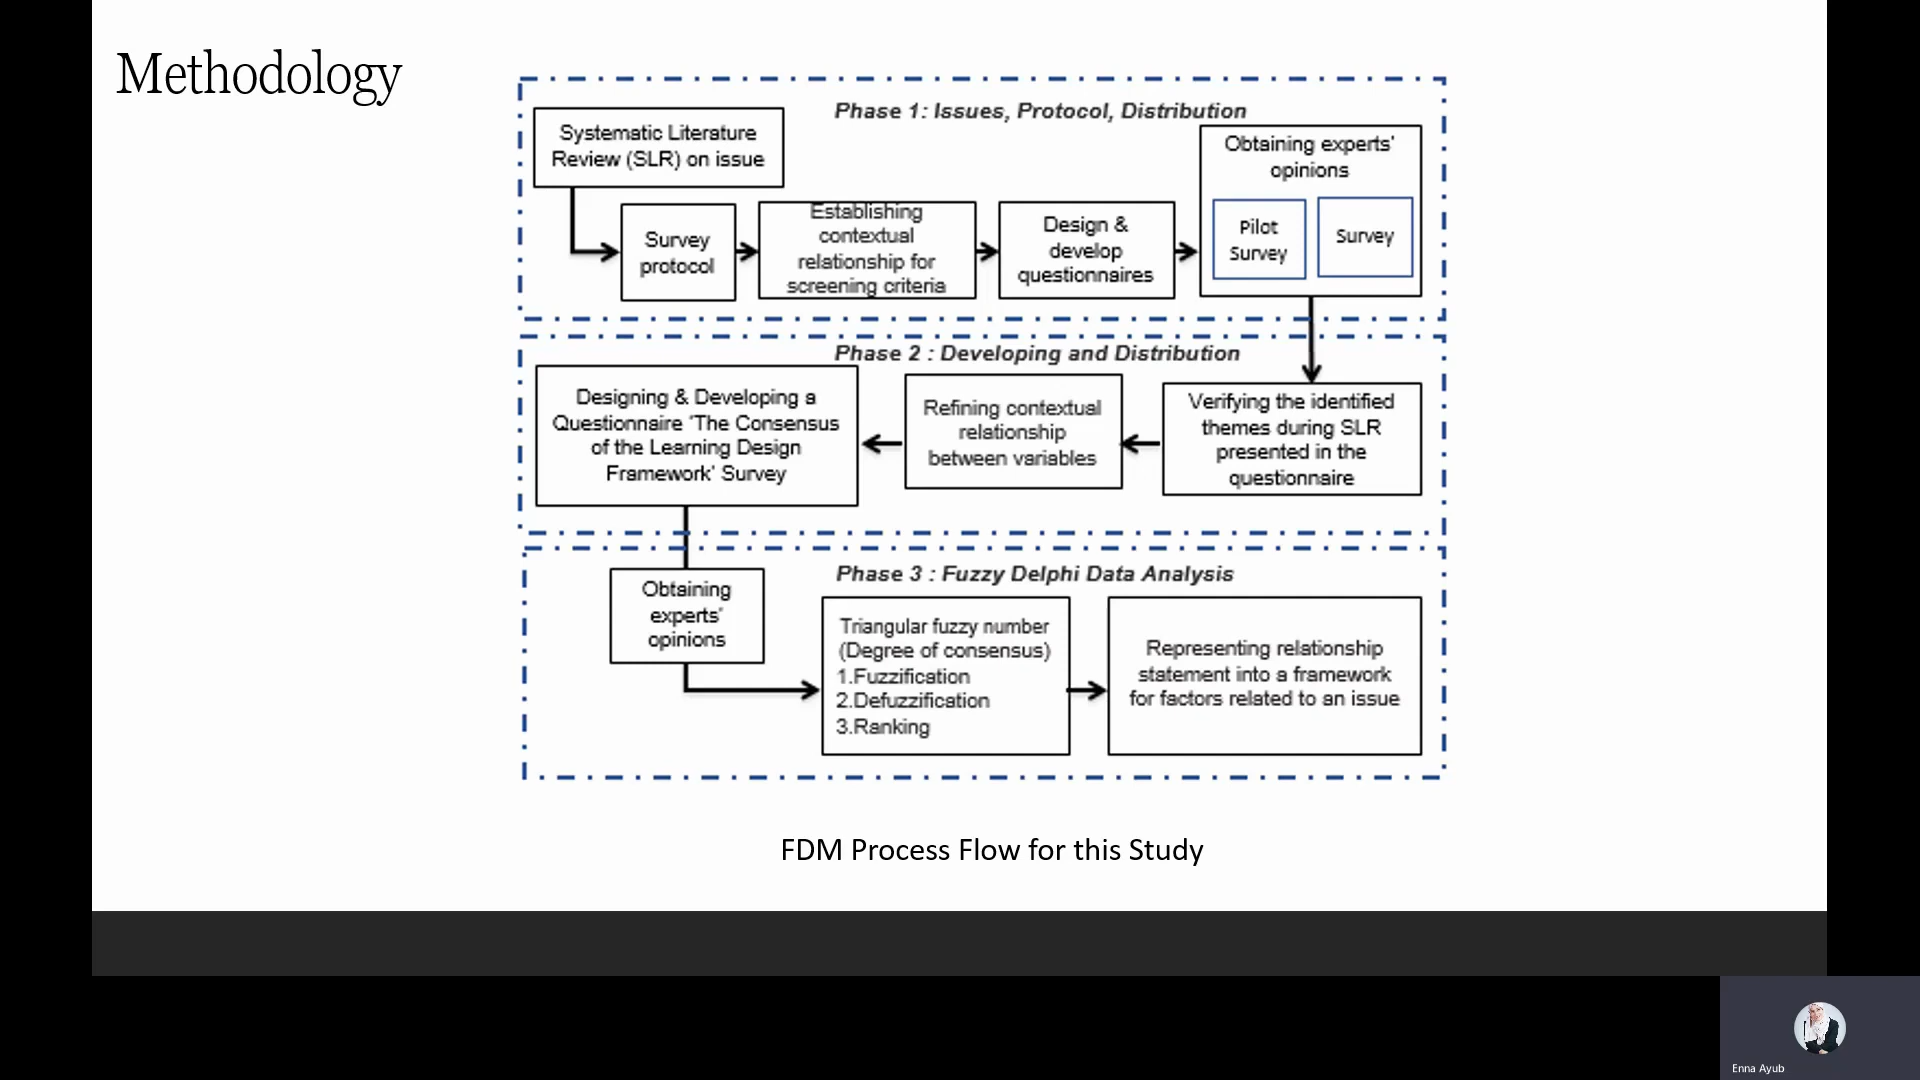 Methodology
Phase 1: Issues, Protocol, Distribution
Systematic Literature
Review (SLR) on issue
Survey
protocol
Establishing
contextual
relationship for
screening criteria
Design &
develop
questionnaires
Obtaining experts'
opinions
Pilot
Survey
Survey
Phase 2 : Developing and Distribution
Verifying the identified
themes during SLR
presented in the
questionnaire
Refining contextual
relationship
between variables
Designing & Developing a
Questionnaire 'The Consensus
of the Learning Design
Framework' Survey
Phase 3 : Fuzzy Delphi Data Analysis
Obtaining
experts'
opinions
Triangular fuzzy number
(Degree of consensus)
1.Fuzzification
2.Defuzzification
3.Ranking
Representing relationship
statement into a framework
for factors related to an issue
FDM Process Flow for this Study
Enna Ayub